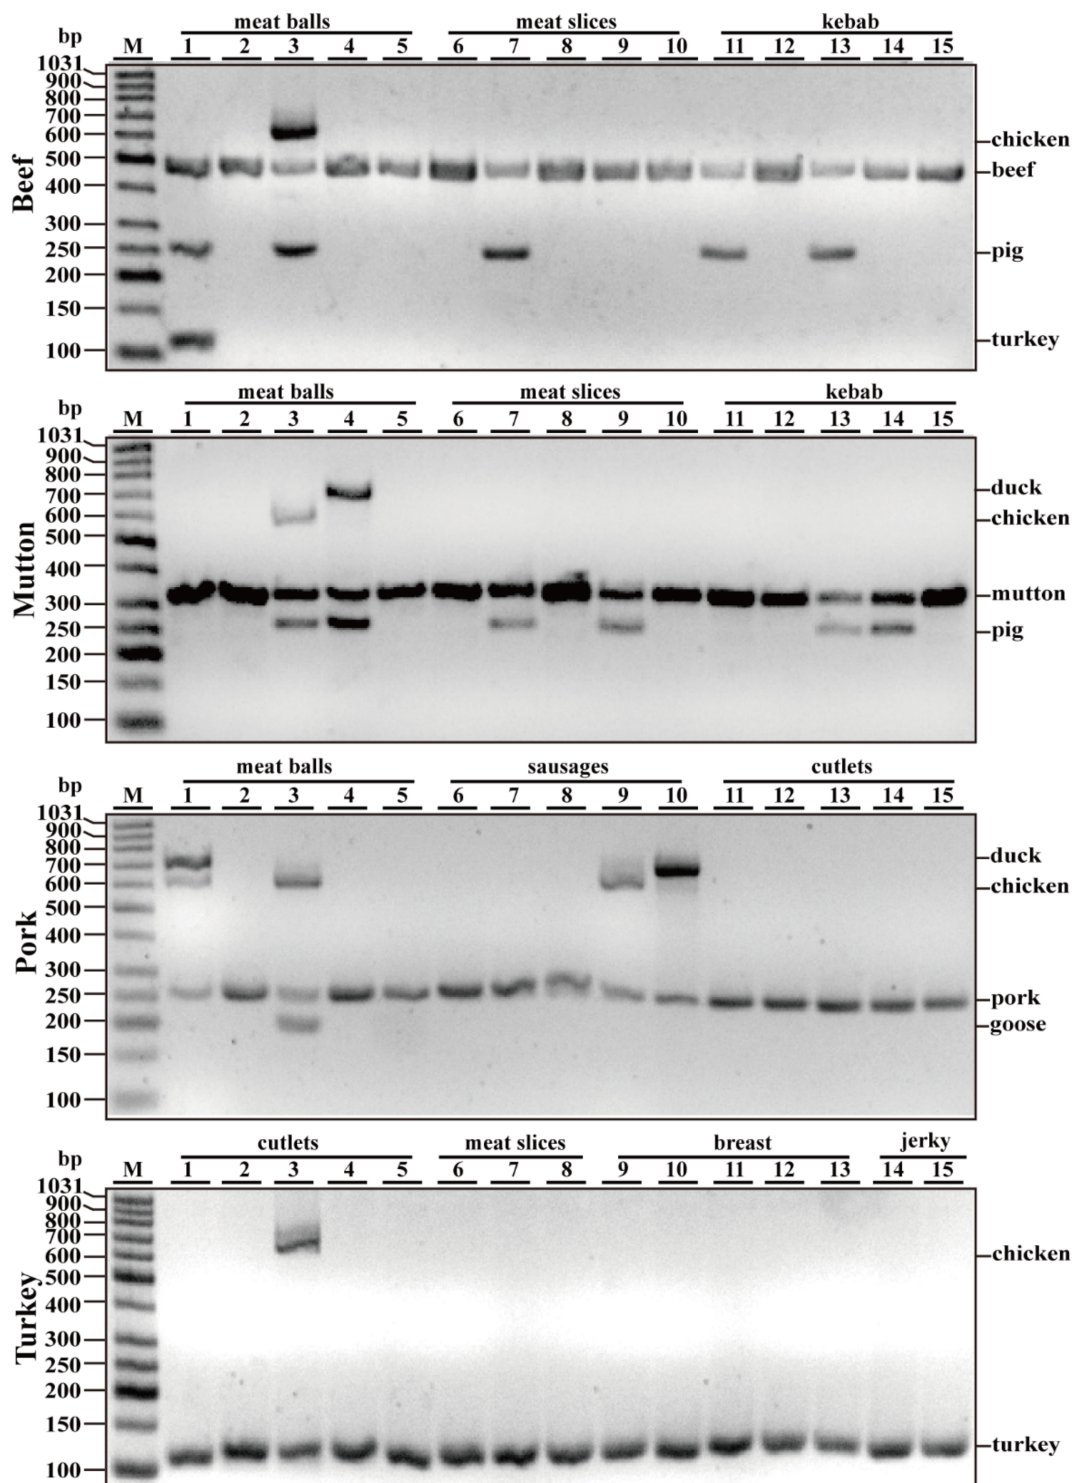 meat balls meat slices kebab
bp M 1 2 3 4 5 6 7 8 9 10 11 12 13 14 15
1031
900
800
700
600
chicken
500
beef
400
300
250
pig
200
150
turkey
100
Beef
meat balls meat slices kebab
bp M 1 2 3 4 5 6 7 8 9 10 11 12 13 14 15
1031
900
800
700
duck
600
chicken
500
400
300
mutton
250
pig
200
150
100
Mutton
meat balls sausages cutlets
bp M 1 2 3 4 5 6 7 8 9 10 11 12 13 14 15
1031
900
800
duck
700
600
chicken
500
400
300
250
pork
200
goose
150
100
Pork
cutlets meat slices breast jerky
bp M 1 2 3 4 5 6 7 8 9 10 11 12 13 14 15
1031
900
800
700
600
chicken
500
400
300
250
200
150
turkey
100
Turkey